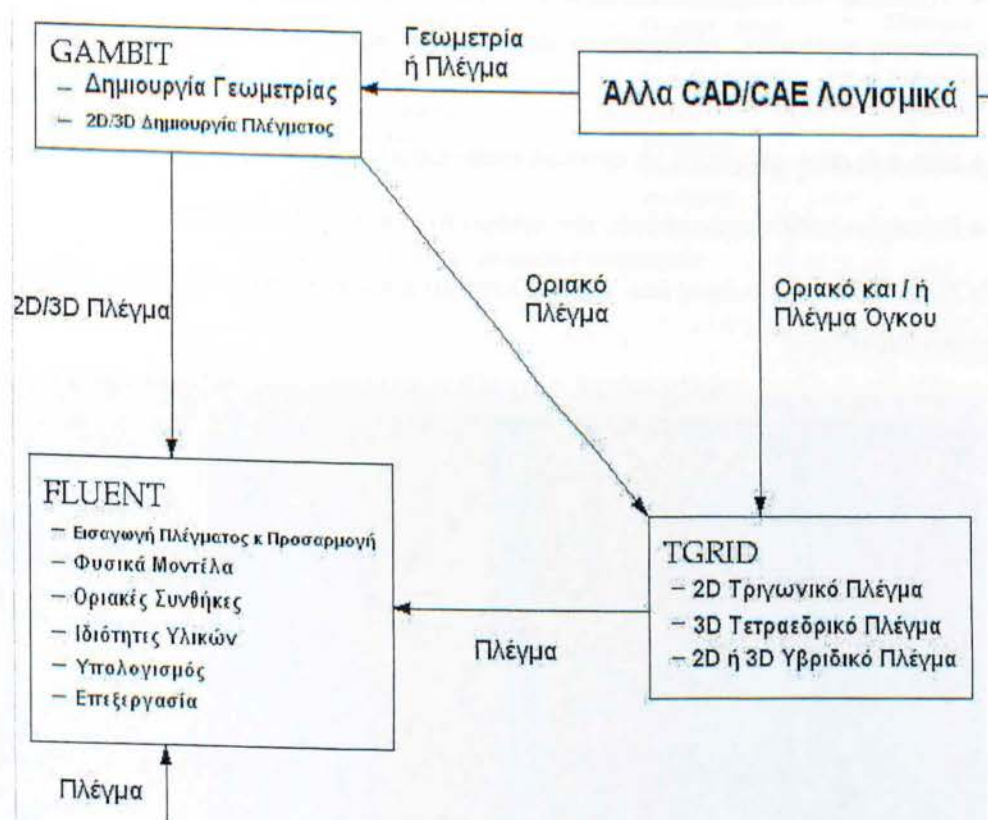 GAMBIT
– Δημιουργία Γεωμετρίας
– 2D/3D Δημιουργία Πλέγματος
Γεωμετρία
ή Πλέγμα
Άλλα CAD/CAE Λογισμικά
2D/3D Πλέγμα
Οριακό
Πλέγμα
Οριακό και / ή
Πλέγμα Όγκου
FLUENT
– Εισαγωγή Πλέγματος κ Προσαρμογή
– Φυσικά Μοντέλα
– Οριακές Συνθήκες
– Ιδιότητες Υλικών
– Υπολογισμός
– Επεξεργασία
Πλέγμα
TGRID
– 2D Τριγωνικό Πλέγμα
– 3D Τετραεδρικό Πλέγμα
– 2D ή 3D Υβριδικό Πλέγμα
Πλέγμα